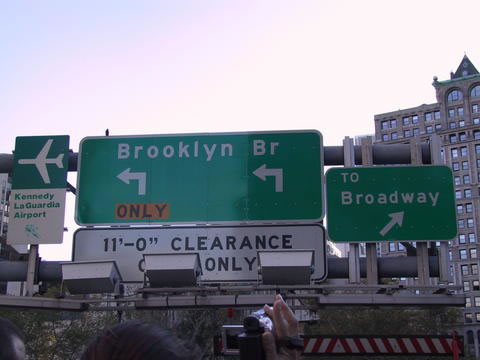 Kennedy
LaGuardia
Airport
Brooklyn Br
ONLY
11'-0" CLEARANCE
ONLY
TO
Broadway